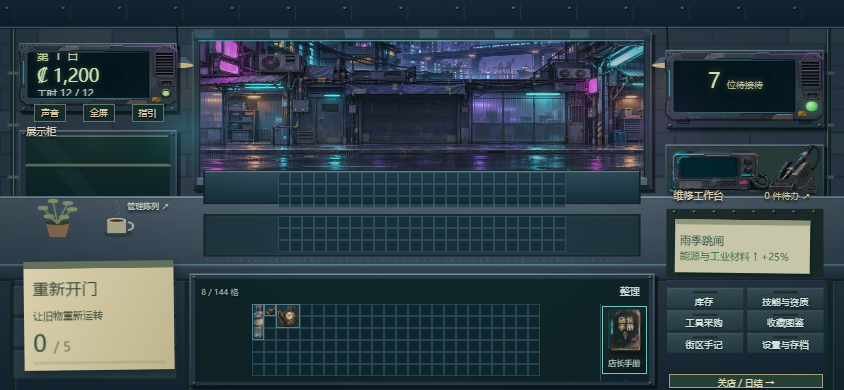 第 1 日
₡ 1,200
工时 12 / 12
声音
全屏
指引
展示柜
管理陈列 ↗
重新开门
让旧物重新运转
0 / 5
7 位待接待
维修工作台
0 件待办 ↗
雨季跳闸
能源与工业材料↑+25%
8 / 144 格
整理
店长手册
店长手册
库存
技能与资质
工具采购
收藏图鉴
街区手记
设置与存档
关店 / 日结 →